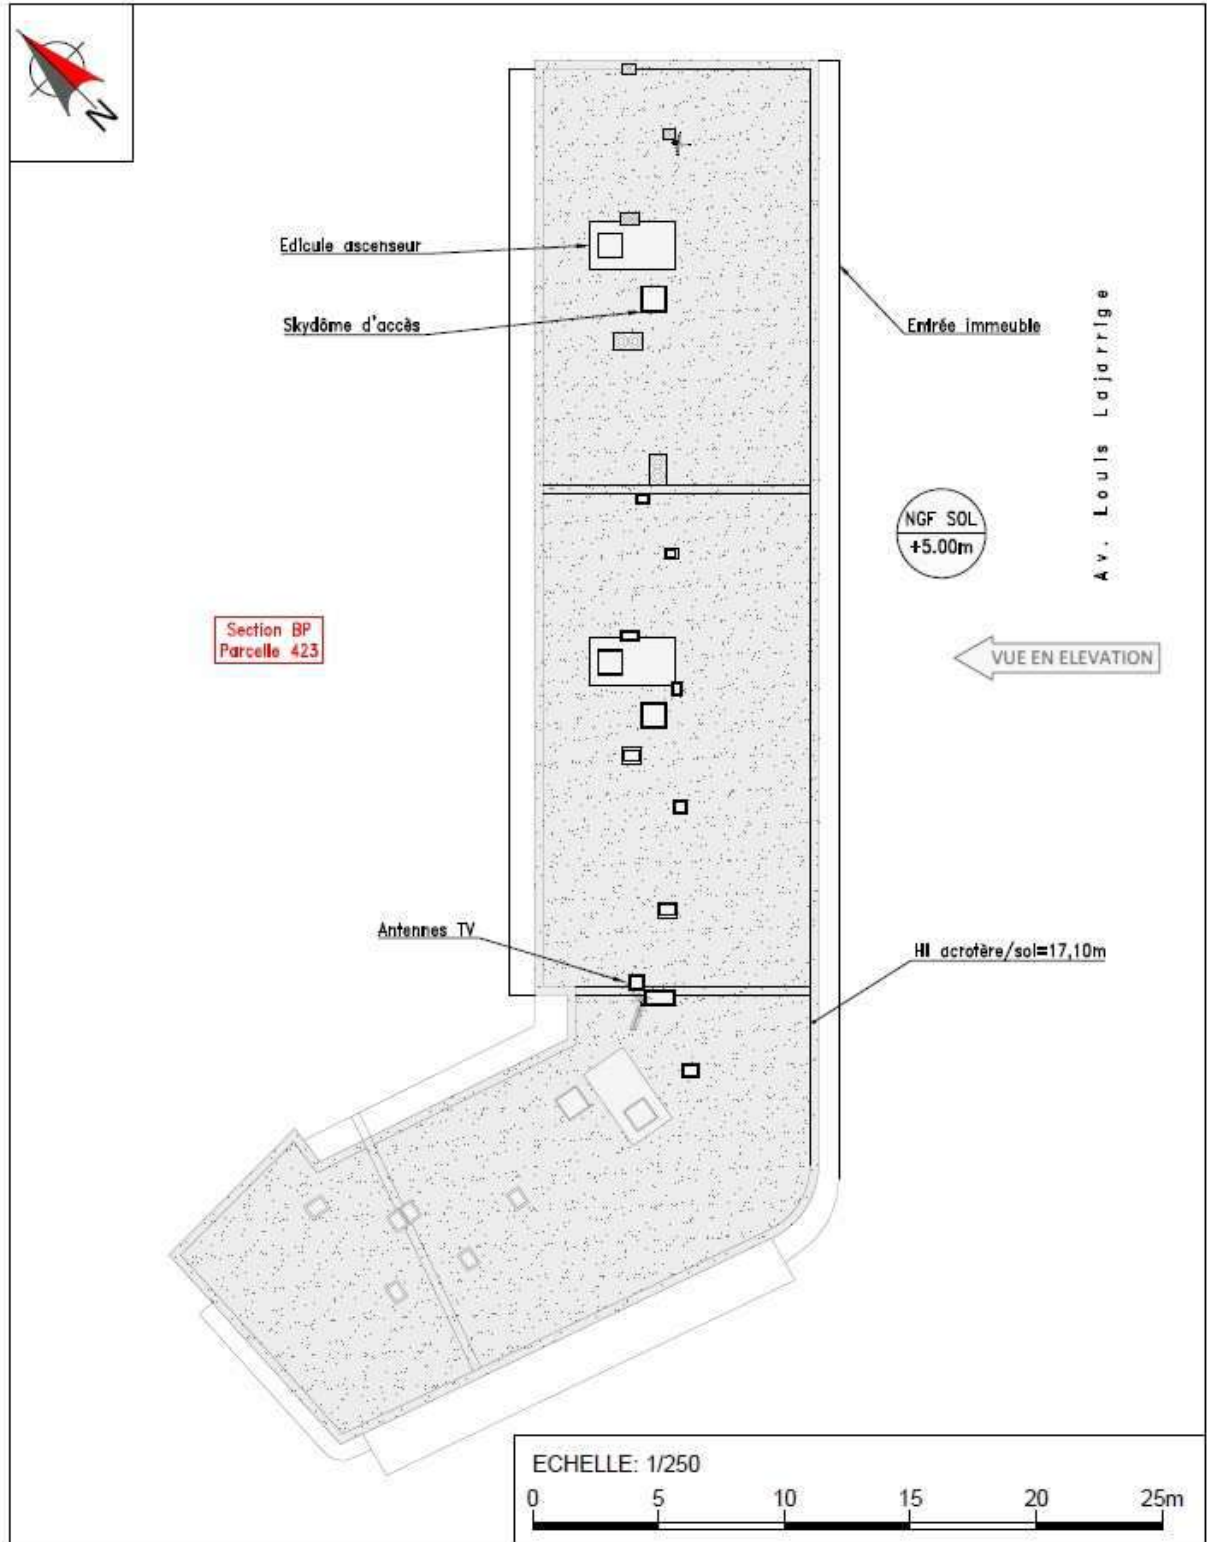 N
Edicule ascenseur
Skydôme d'accès
Entrée immeuble
Av. Louis Lajarrige
NGF SOL
+5.00m
Section BP
Parcelle 423
VUE EN ELEVATION
Antennes TV
Ht acrotère/sol=17,10m
ECHELLE: 1/250
0 5 10 15 20 25m